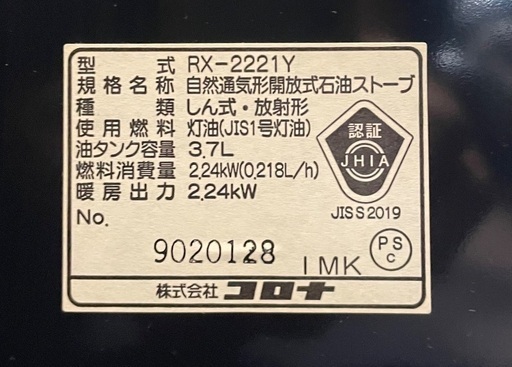 型式 RX-2221Y
規格名称 自然通気形開放式石油ストーブ
種類 しん式・放射形
使用燃料 灯油(JIS1号灯油)
油タンク容量 3.7L
燃料消費量 2.24kW(0.218L/h)
暖房出力 2.24kW
認証
JHIA
JIS S 2019
No.
9020128 IMK
PS
C
株式会社 コロナ